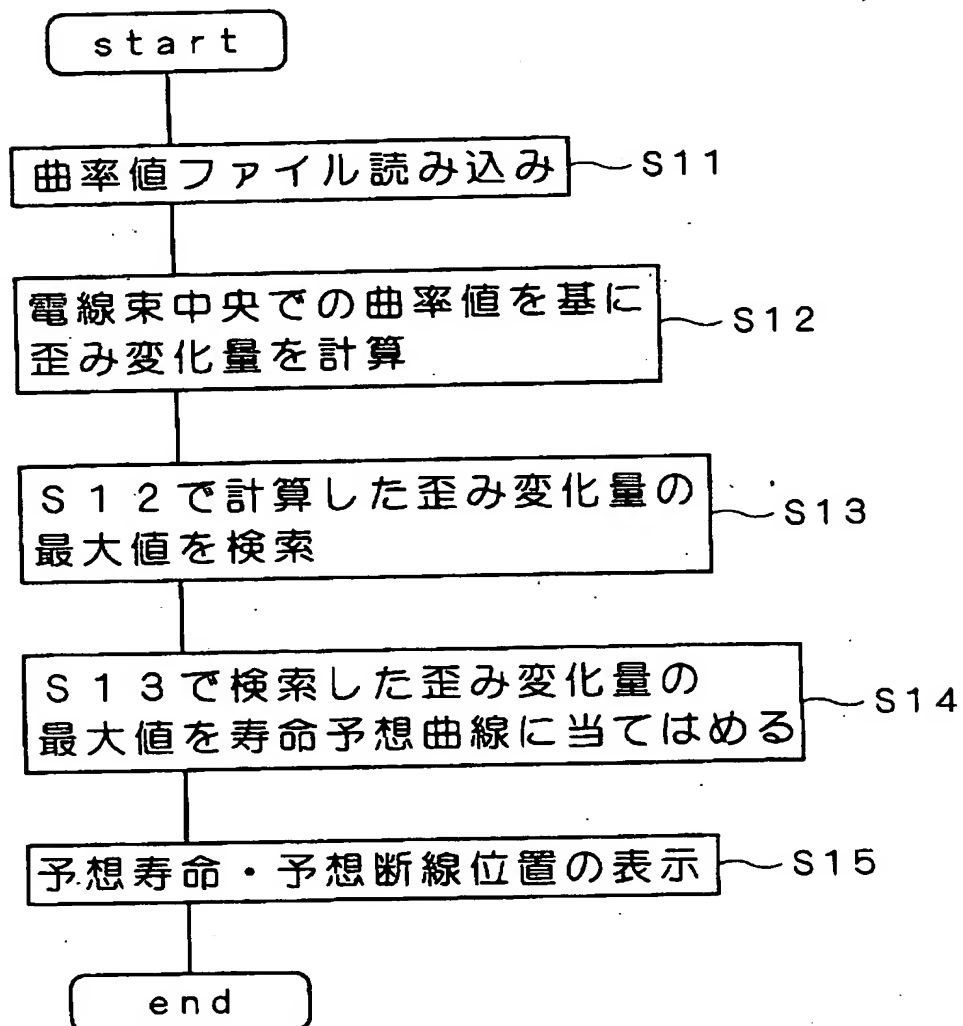 start
曲率値ファイル読み込み S11
電線束中央での曲率値を基に
歪み変化量を計算 S12
S12で計算した歪み変化量の
最大値を検索 S13
S13で検索した歪み変化量の
最大値を寿命予想曲線に当てはめる S14
予想寿命・予想断線位置の表示 S15
end